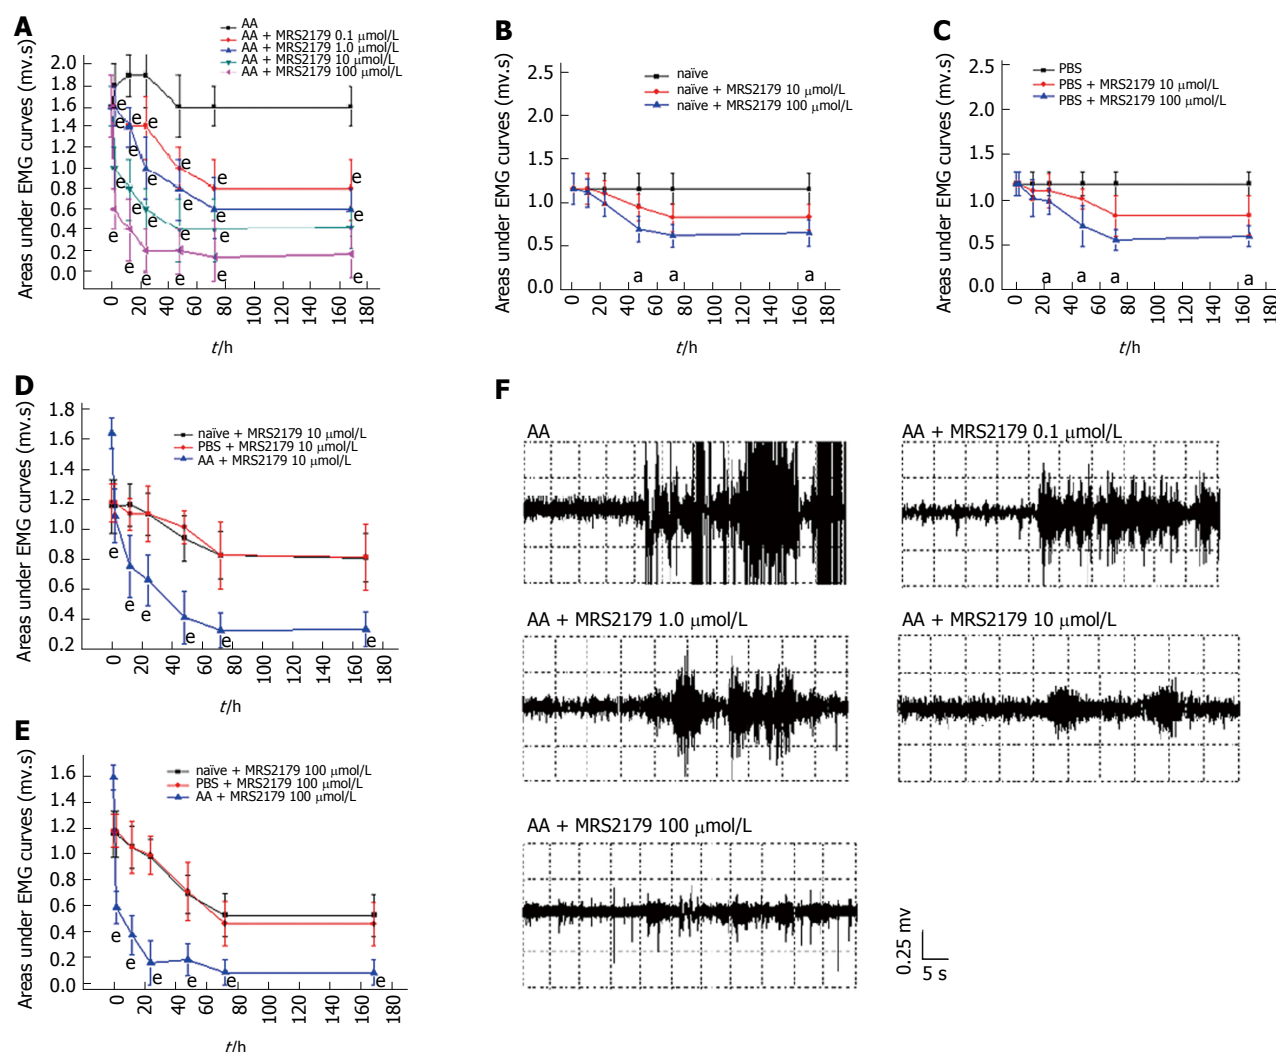 A
AA
AA + MRS2179 0.1 μmol/L
AA + MRS2179 1.0 μmol/L
AA + MRS2179 10 μmol/L
AA + MRS2179 100 μmol/L
Areas under EMG curves (mv.s)
2.0
1.8
1.6
1.4
1.2
1.0
0.8
0.6
0.4
0.2
0.0
e e e e e e
e e e e
e e e e e e
0 20 40 60 80 100 120 140 160 180
t/h
B
naïve
naïve + MRS2179 10 μmol/L
naïve + MRS2179 100 μmol/L
Areas under EMG curves (mv.s)
2.5
2.0
1.5
1.0
0.5
0.0
a a a
0 20 40 60 80 100 120 140 160 180
t/h
C
PBS
PBS + MRS2179 10 μmol/L
PBS + MRS2179 100 μmol/L
Areas under EMG curves (mv.s)
2.5
2.0
1.5
1.0
0.5
0.0
a a a a
0 20 40 60 80 100 120 140 160 180
t/h
D
naïve + MRS2179 10 μmol/L
PBS + MRS2179 10 μmol/L
AA + MRS2179 10 μmol/L
Areas under EMG curves (mv.s)
1.8
1.6
1.4
1.2
1.0
0.8
0.6
0.4
0.2
e e e e e e
0 20 40 60 80 100 120 140 160 180
t/h
E
naïve + MRS2179 100 μmol/L
PBS + MRS2179 100 μmol/L
AA + MRS2179 100 μmol/L
Areas under EMG curves (mv.s)
1.6
1.4
1.2
1.0
0.8
0.6
0.4
0.2
0.0
e e e e e e
0 20 40 60 80 100 120 140 160 180
t/h
F
AA
AA + MRS2179 0.1 μmol/L
AA + MRS2179 1.0 μmol/L
AA + MRS2179 10 μmol/L
AA + MRS2179 100 μmol/L
0.25 mv
5 s